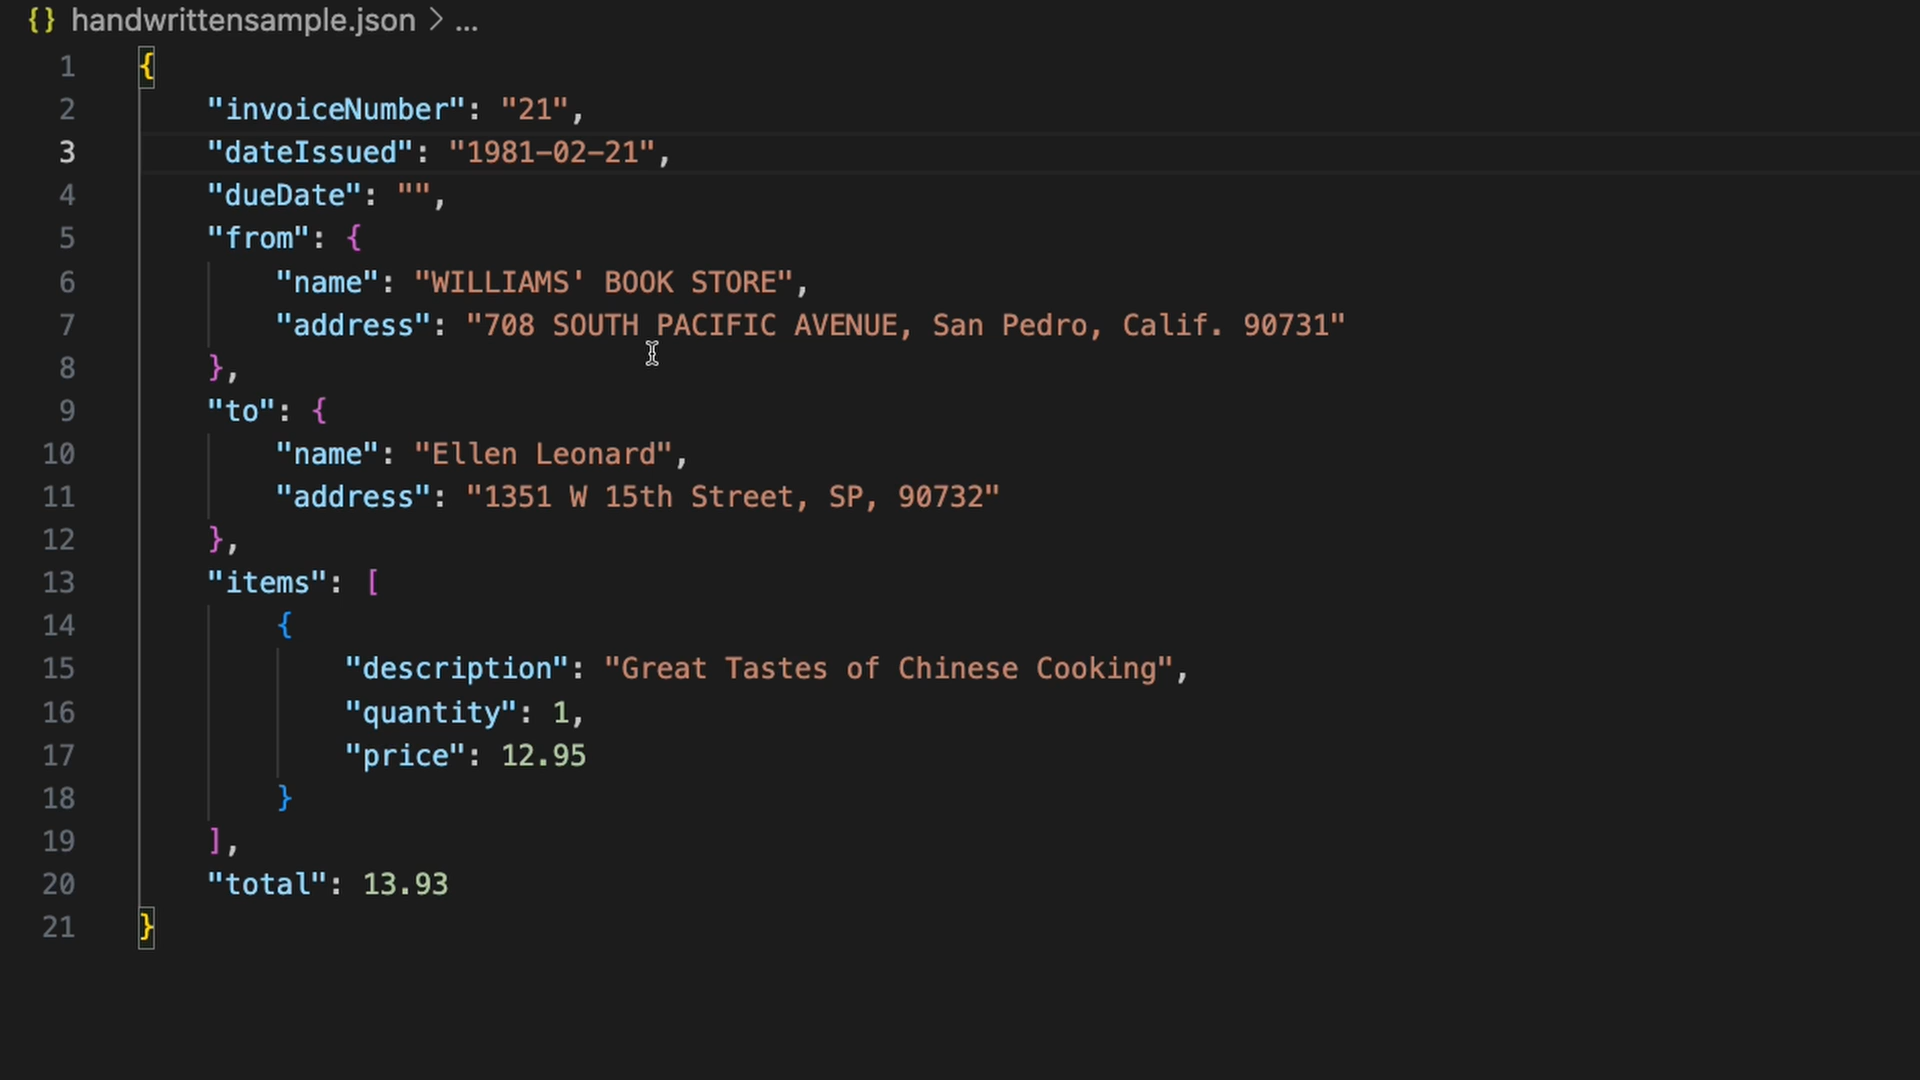 {} handwrittensample.json > ...
1 {
2 "invoiceNumber": "21",
3 "dateIssued": "1981-02-21",
4 "dueDate": "",
5 "from": {
6 "name": "WILLIAMS' BOOK STORE",
7 "address": "708 SOUTH PACIFIC AVENUE, San Pedro, Calif. 90731"
8 },
9 "to": {
10 "name": "Ellen Leonard",
11 "address": "1351 W 15th Street, SP, 90732"
12 },
13 "items": [
14 {
15 "description": "Great Tastes of Chinese Cooking",
16 "quantity": 1,
17 "price": 12.95
18 }
19 ],
20 "total": 13.93
21 }